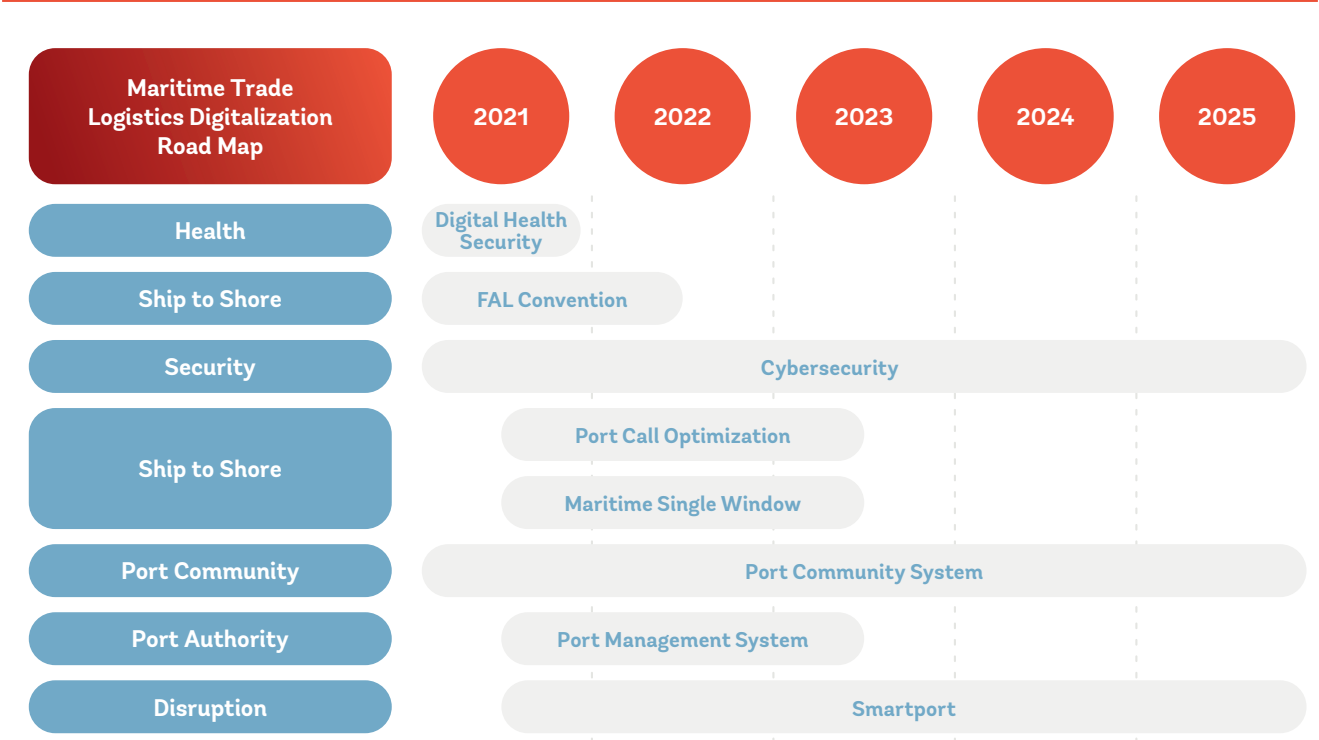 Maritime Trade
Logistics Digitalization
Road Map
2021
2022
2023
2024
2025
Health
Digital Health
Security
Ship to Shore
FAL Convention
Security
Cybersecurity
Ship to Shore
Port Call Optimization
Maritime Single Window
Port Community
Port Community System
Port Authority
Port Management System
Disruption
Smartport